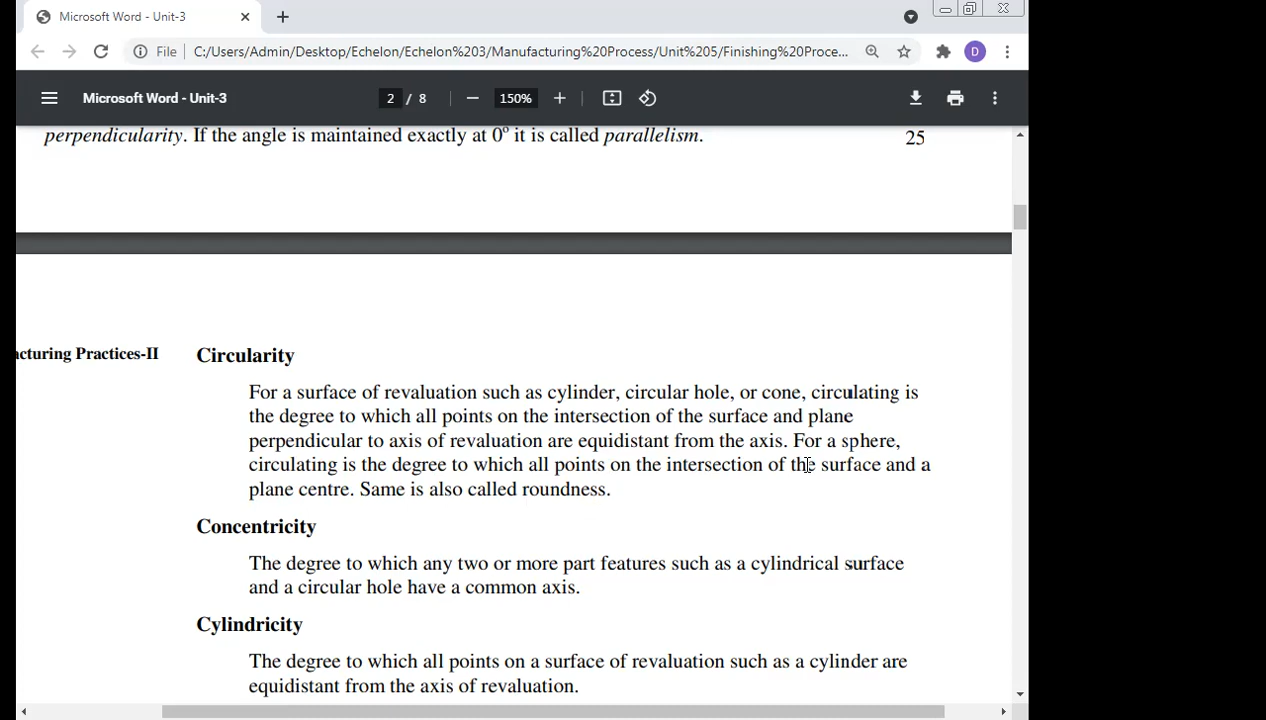 Microsoft Word - Unit-3
File C:/Users/Admin/Desktop/Echelon/Echelon%203/Manufacturing%20Process/Unit%205/Finishing%20Proce... D
Microsoft Word - Unit-3 2 / 8 150%
perpendicularity. If the angle is maintained exactly at 0o it is called parallelism. 25
acturing Practices-II Circularity
For a surface of revaluation such as cylinder, circular hole, or cone, circulating is
the degree to which all points on the intersection of the surface and plane
perpendicular to axis of revaluation are equidistant from the axis. For a sphere,
circulating is the degree to which all points on the intersection of the surface and a
plane centre. Same is also called roundness.
Concentricity
The degree to which any two or more part features such as a cylindrical surface
and a circular hole have a common axis.
Cylindricity
The degree to which all points on a surface of revaluation such as a cylinder are
equidistant from the axis of revaluation.